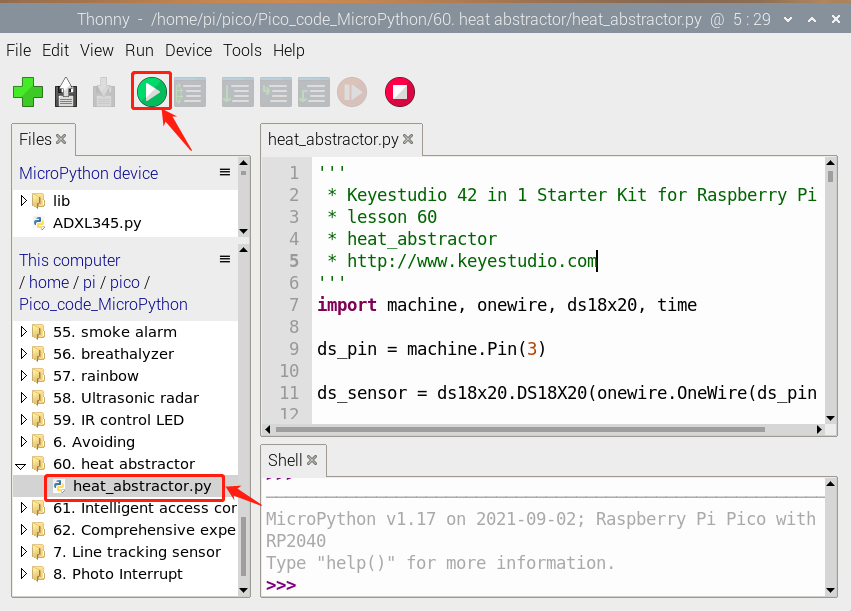 Thonny - /home/pi/pico/Pico_code_MicroPython/60. heat abstractor/heat_abstractor.py @ 5 : 29
File Edit View Run Device Tools Help
Files
MicroPython device
lib
ADXL345.py
This computer
/ home / pi / pico /
Pico_code_MicroPython
55. smoke alarm
56. breathalyzer
57. rainbow
58. Ultrasonic radar
59. IR control LED
6. Avoiding
60. heat abstractor
heat_abstractor.py
61. Intelligent access cor
62. Comprehensive expe
7. Line tracking sensor
8. Photo Interrupt
heat_abstractor.py
1 '''
2 * Keyestudio 42 in 1 Starter Kit for Raspberry Pi
3 * lesson 60
4 * heat_abstractor
5 * http://www.keyestudio.com
6 '''
7 import machine, onewire, ds18x20, time
8
9 ds_pin = machine.Pin(3)
10
11 ds_sensor = ds18x20.DS18X20(onewire.OneWire(ds_pin
12
Shell
>>>
MicroPython v1.17 on 2021-09-02; Raspberry Pi Pico with
RP2040
Type "help()" for more information.
>>>